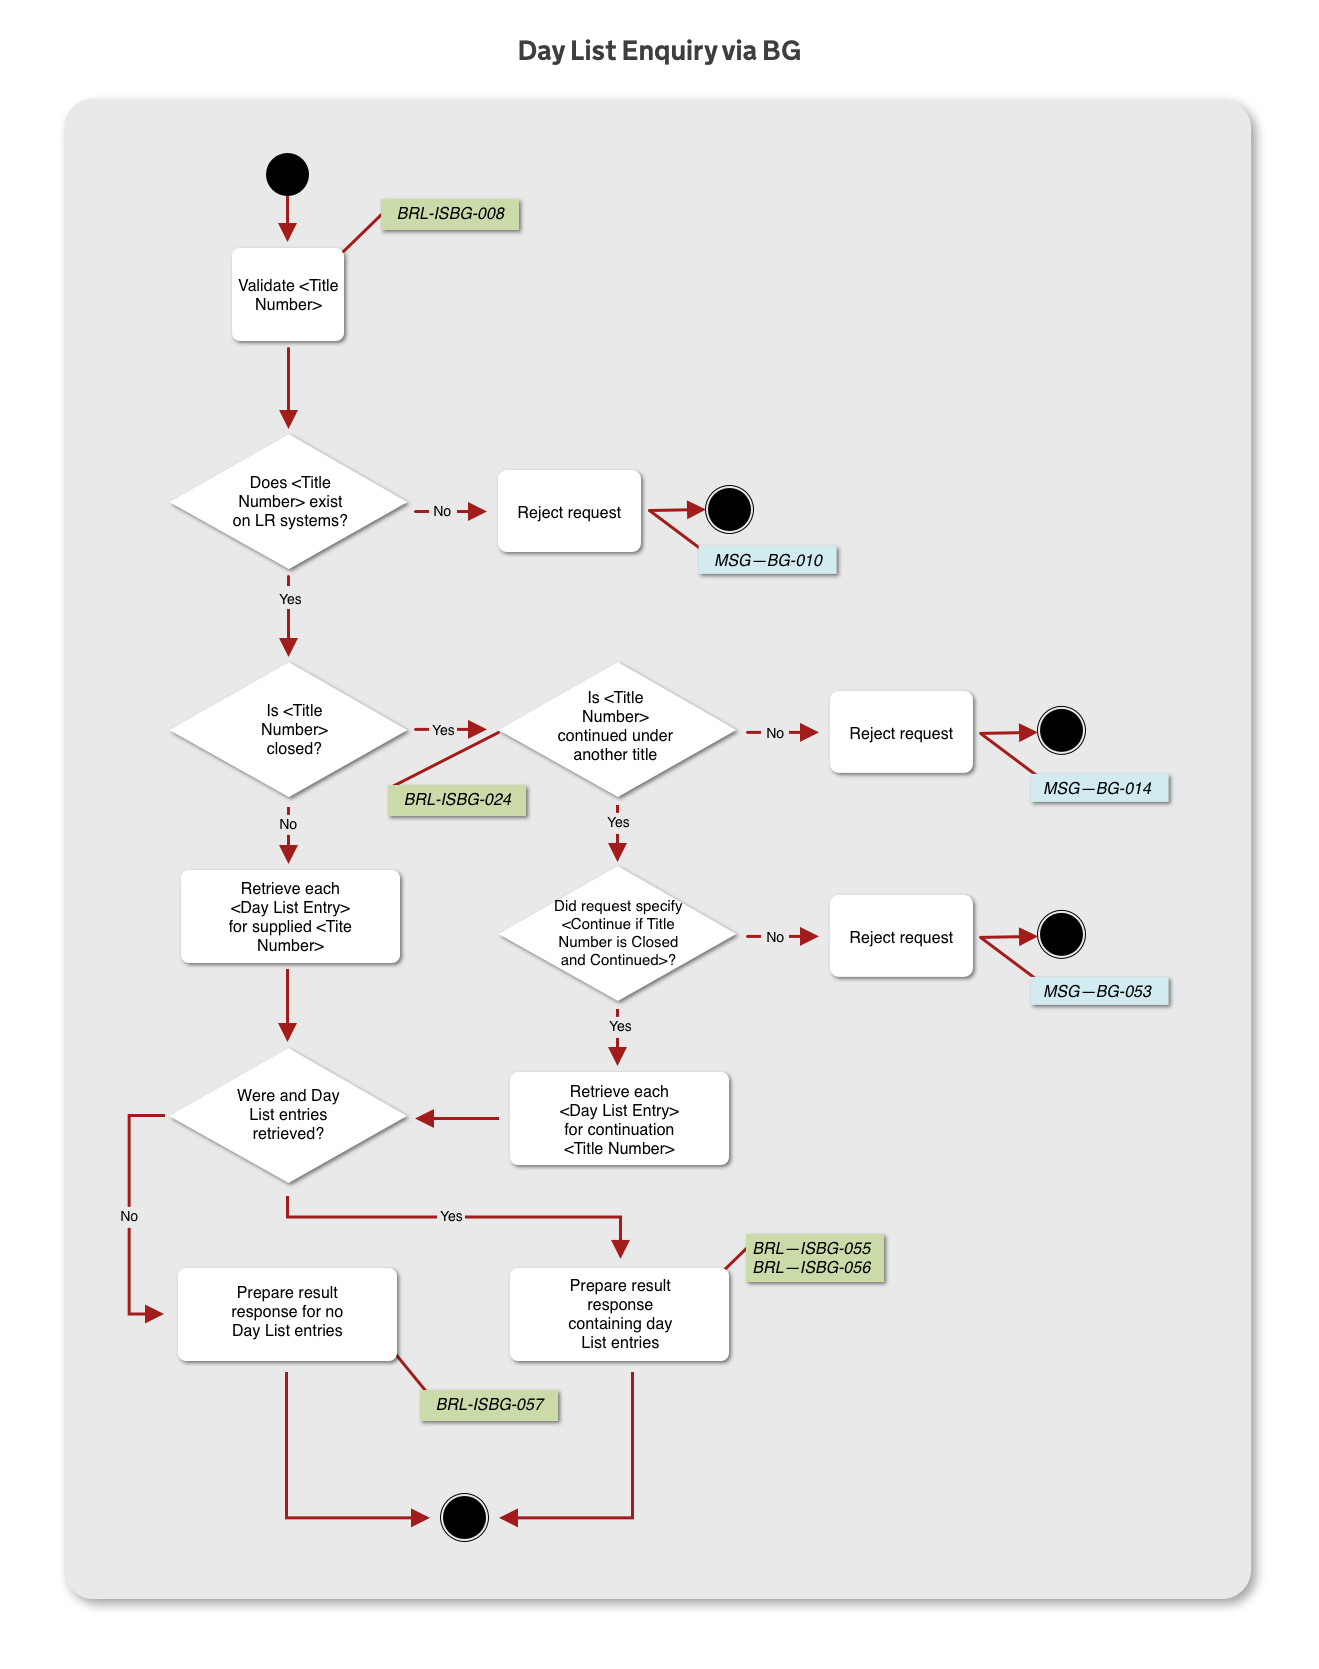 Day List Enquiry via BG
BRL-ISBG-008
Validate <Title
Number>
Does <Title
Number> exist
on LR systems?
No
Reject request
MSG—BG-010
Yes
Is <Title
Number>
closed?
Yes
BRL-ISBG-024
Is <Title
Number>
continued under
another title
No
Reject request
MSG—BG-014
No
Yes
Retrieve each
<Day List Entry>
for supplied <Tite
Number>
Did request specify
<Continue if Title
Number is Closed
and Continued>?
No
Reject request
MSG—BG-053
Yes
Were and Day
List entries
retrieved?
Retrieve each
<Day List Entry>
for continuation
<Title Number>
No
Yes
BRL—ISBG-055
BRL—ISBG-056
Prepare result
response for no
Day List entries
Prepare result
response
containing day
List entries
BRL-ISBG-057